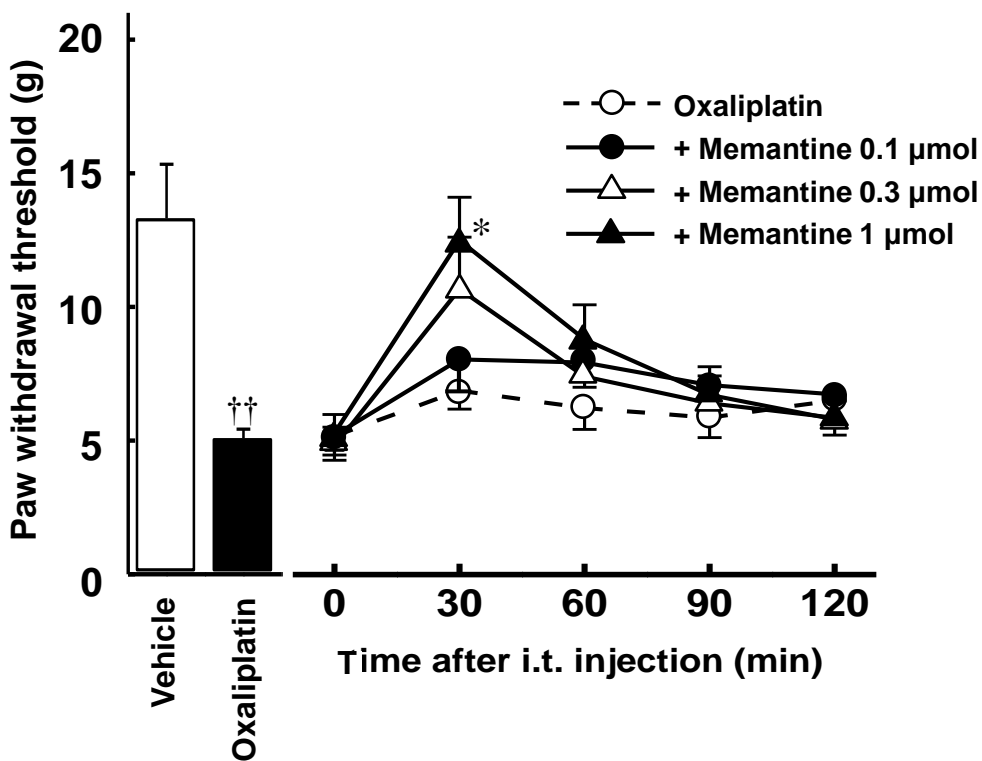 Paw withdrawal threshold (g)
20
15
10
5
0
††
*
Oxaliplatin
+ Memantine 0.1 µmol
+ Memantine 0.3 µmol
+ Memantine 1 µmol
Vehicle
Oxaliplatin
0 30 60 90 120
Time after i.t. injection (min)